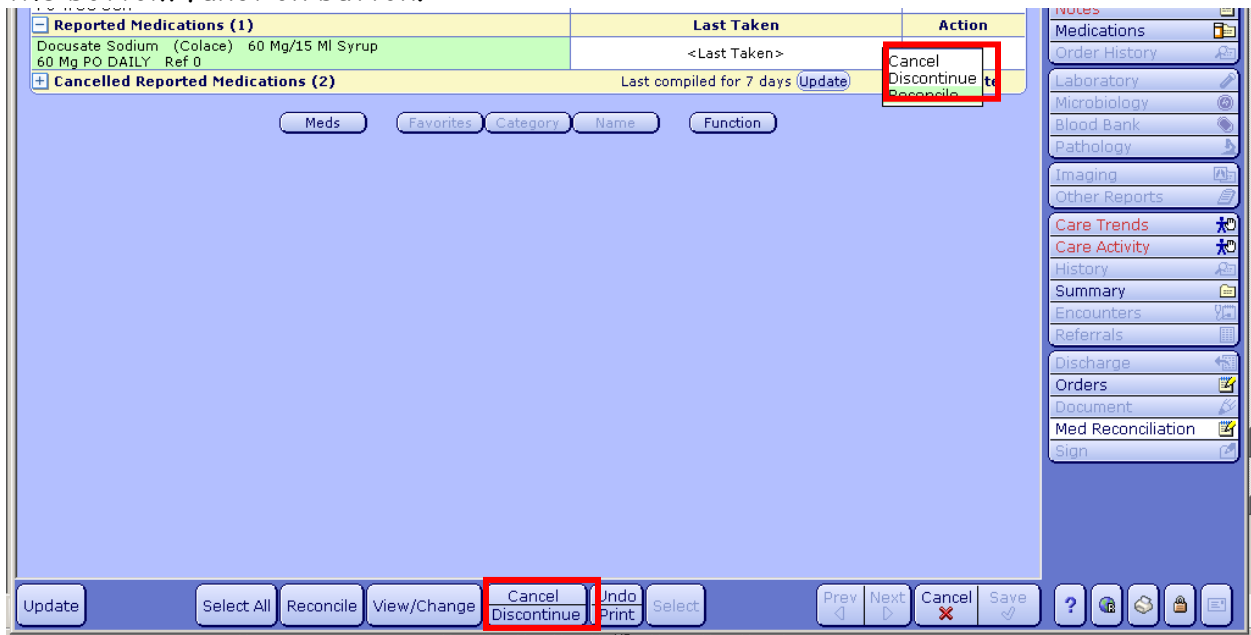 Reported Medications (1) Last Taken Action
Docusate Sodium (Colace) 60 Mg/15 Ml Syrup
60 Mg PO DAILY Ref 0
<Last Taken>
Cancel
Discontinue
Reconcile
Cancelled Reported Medications (2) Last compiled for 7 days Update
Meds Favorites Category Name Function
Notes
Medications
Order History
Laboratory
Microbiology
Blood Bank
Pathology
Imaging
Other Reports
Care Trends
Care Activity
History
Summary
Encounters
Referrals
Discharge
Orders
Document
Med Reconciliation
Sign
Update Select All Reconcile View/Change Cancel Undo Select Prev Next Cancel Save
Discontinue Print
?